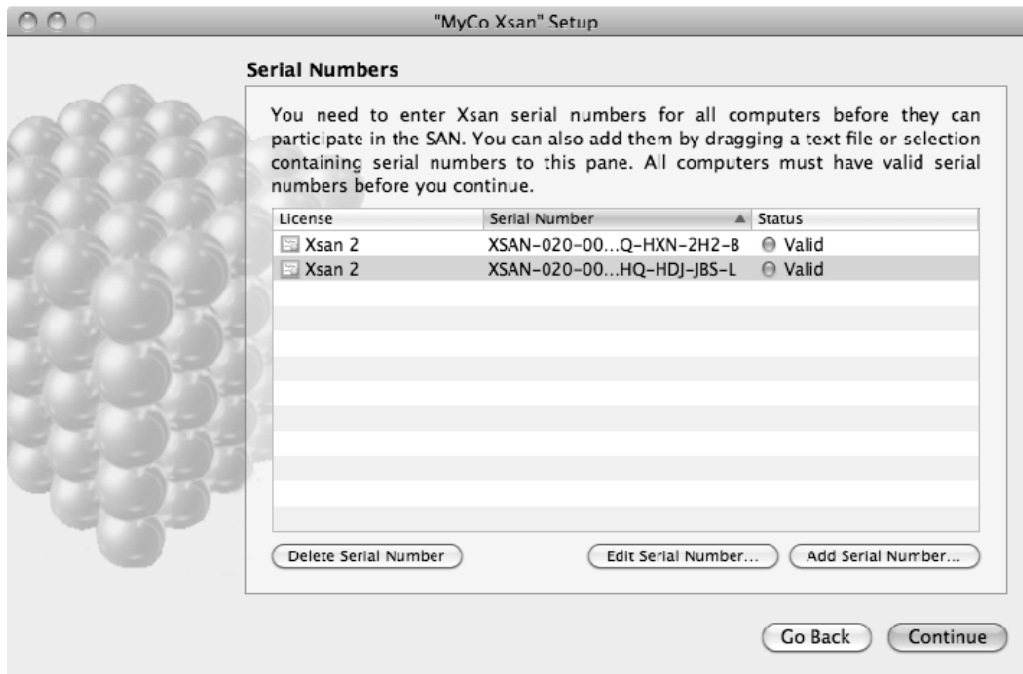 "MyCo Xsan" Setup
Serial Numbers
You need to enter Xsan serial numbers for all computers before they can
participate in the SAN. You can also add them by dragging a text file or selection
containing serial numbers to this pane. All computers must have valid serial
numbers before you continue.
License Serial Number Status
Xsan 2 XSAN-020-00...Q-HXN-2H2-B Valid
Xsan 2 XSAN-020-00...HQ-HDJ-JBS-L Valid
Delete Serial Number Edit Serial Number... Add Serial Number...
Go Back Continue